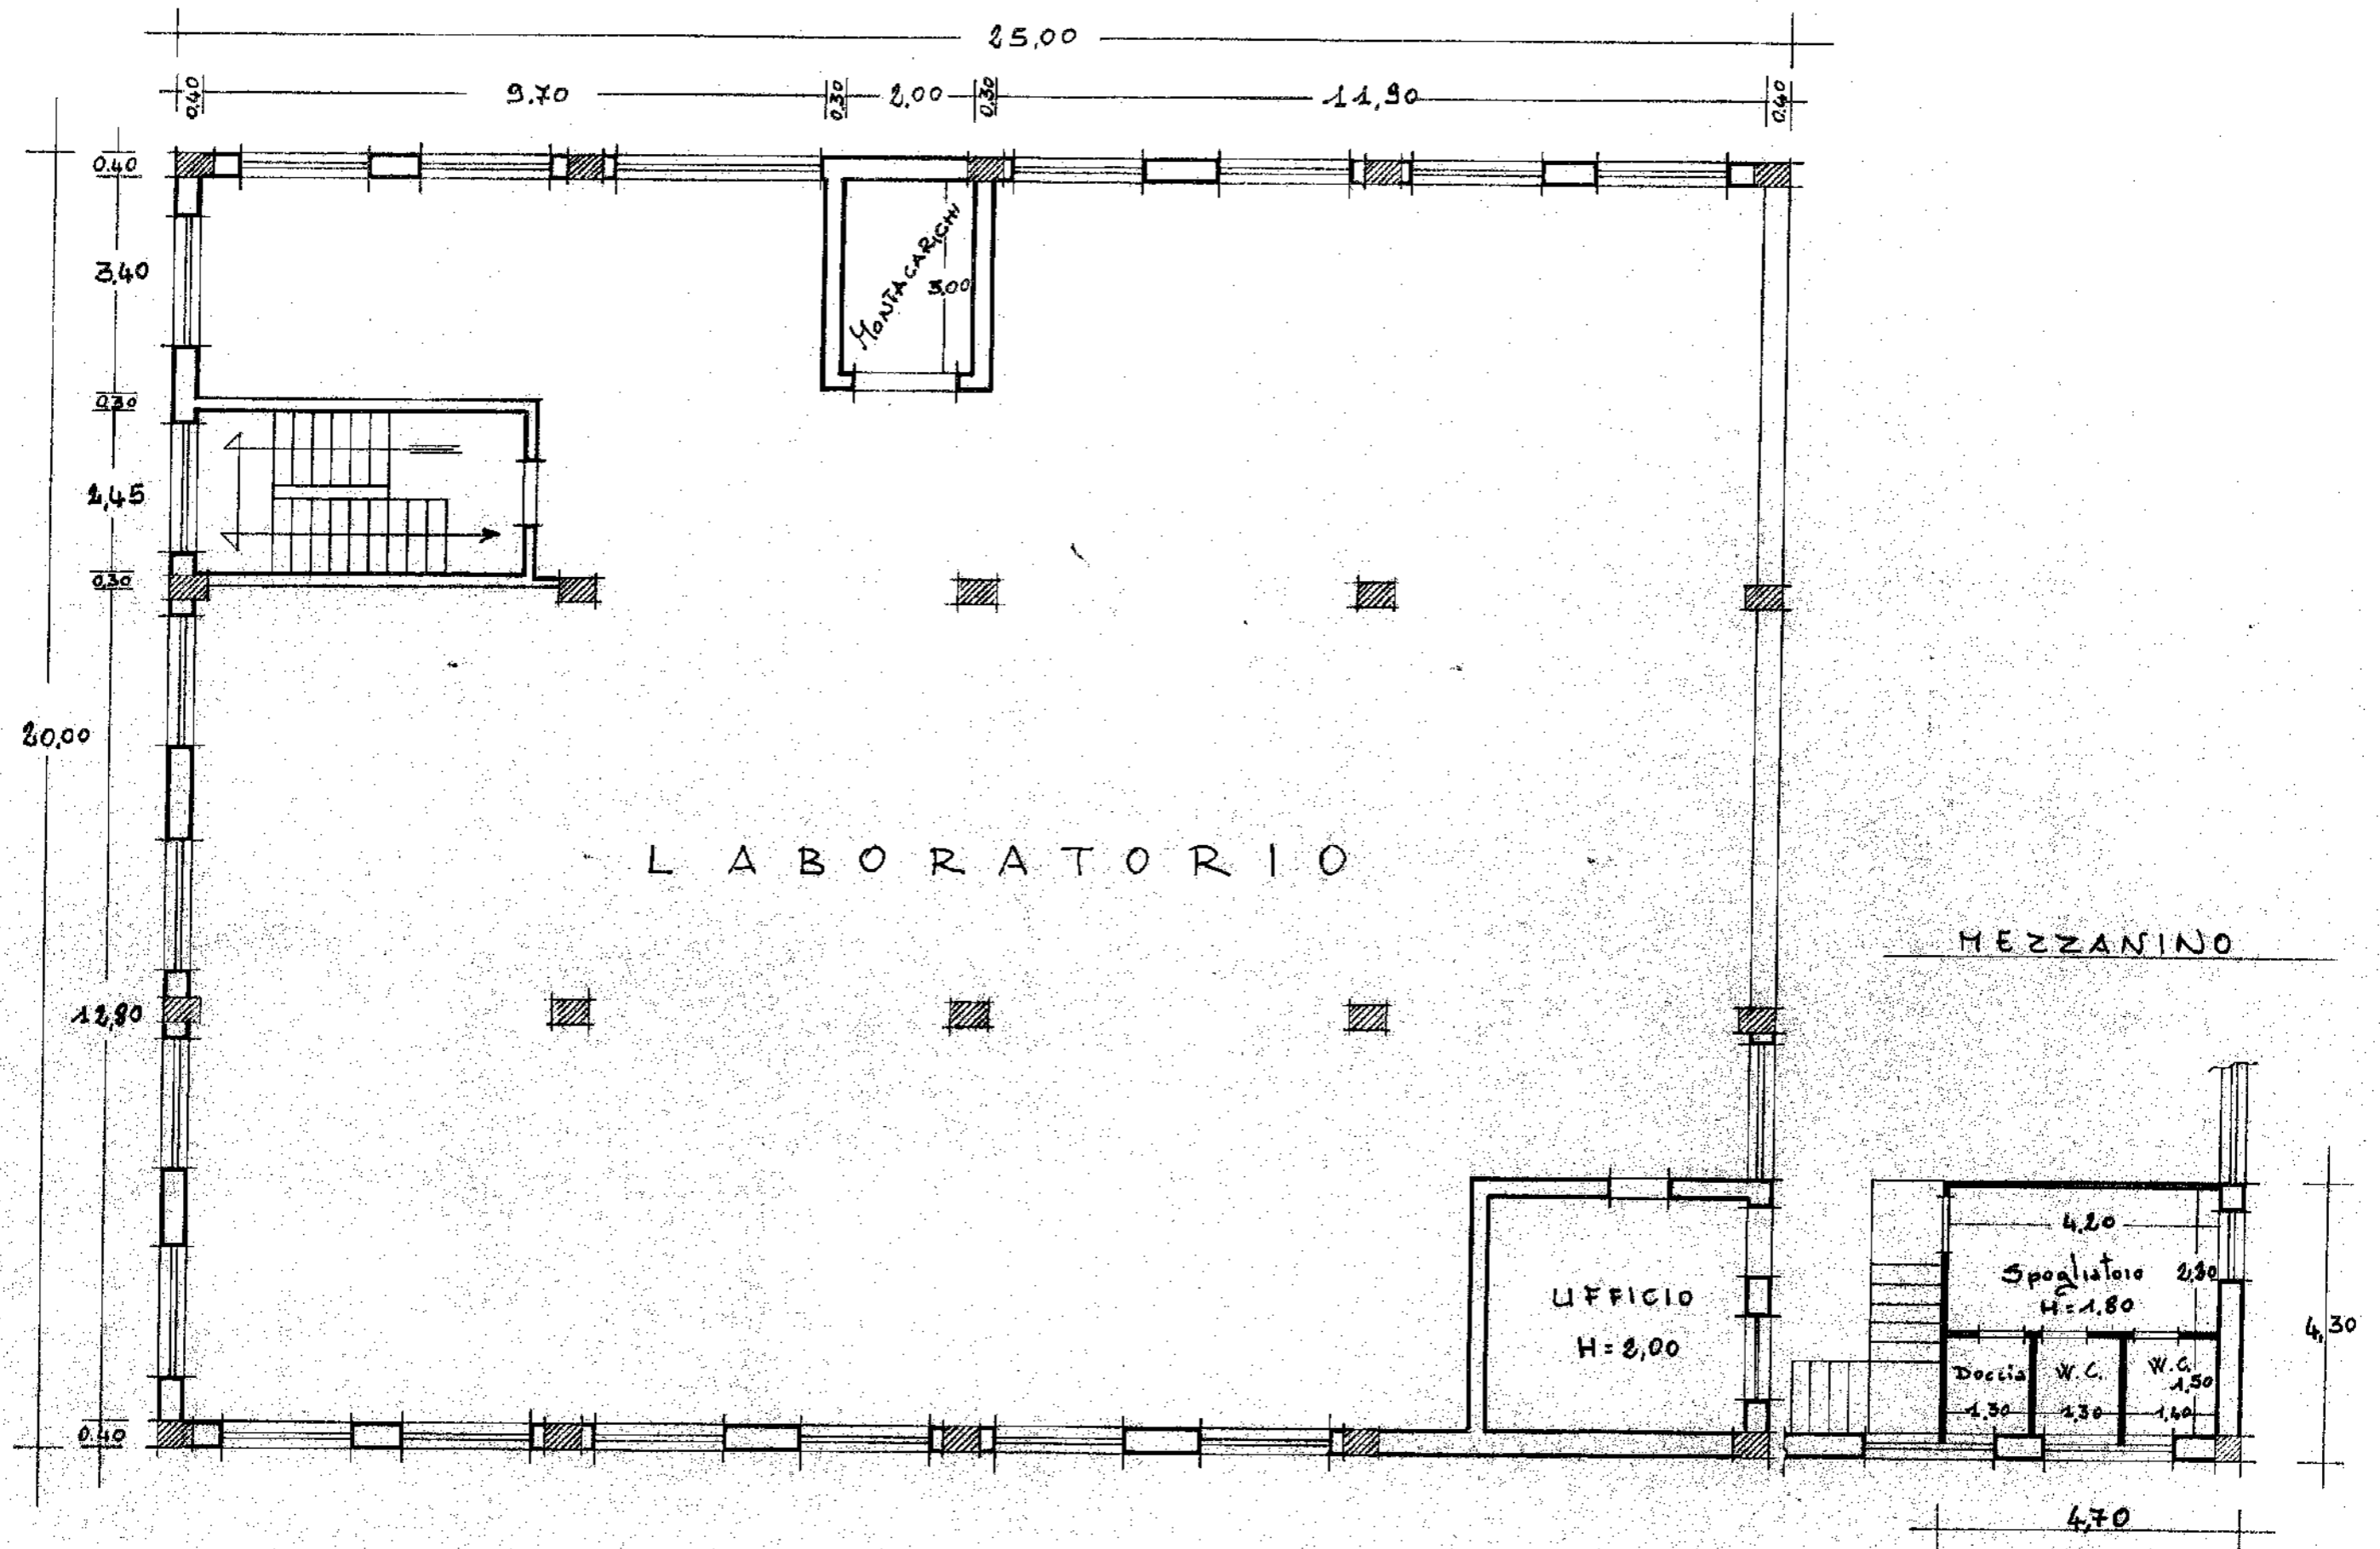 25,00
0.40
9.70
0.30
2,00
0.30
11,90
0.40
0.40
3,40
0.30
2,45
0.30
20,00
12,80
0.40
MONTACARICHI
3.00
LABORATORIO
UFFICIO
H = 2,00
MEZZANINO
4,20
Spogliatoio
2,30
H = 1,80
Doccia
W.C.
W.C.
1,50
1,30
1,30
1,40
4,30
4,70